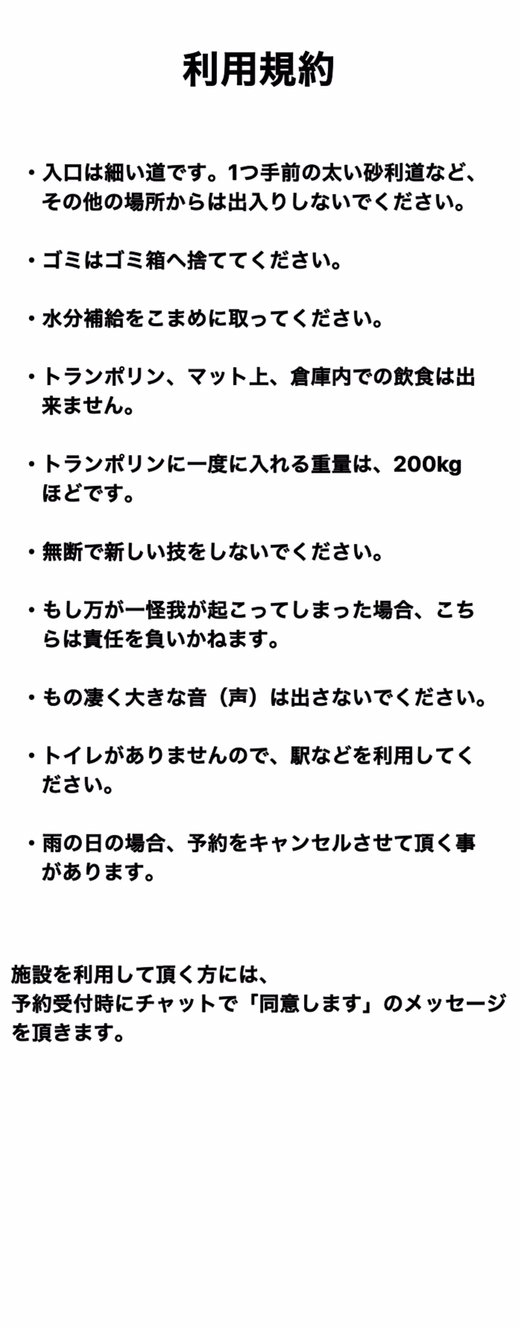 利用規約
・入口は細い道です。1つ手前の太い砂利道など、
その他の場所からは出入りしないでください。
・ゴミはゴミ箱へ捨ててください。
・水分補給をこまめに取ってください。
・トランポリン、マット上、倉庫内での飲食は出
来ません。
・トランポリンに一度に入れる重量は、200kg
ほどです。
・無断で新しい技をしないでください。
・もし万が一怪我が起こってしまった場合、こち
らは責任を負いかねます。
・もの凄く大きな音（声）は出さないでください。
・トイレがありませんので、駅などを利用してく
ださい。
・雨の日の場合、予約をキャンセルさせて頂く事
があります。
施設を利用して頂く方には、
予約受付時にチャットで「同意します」のメッセージ
を頂きます。